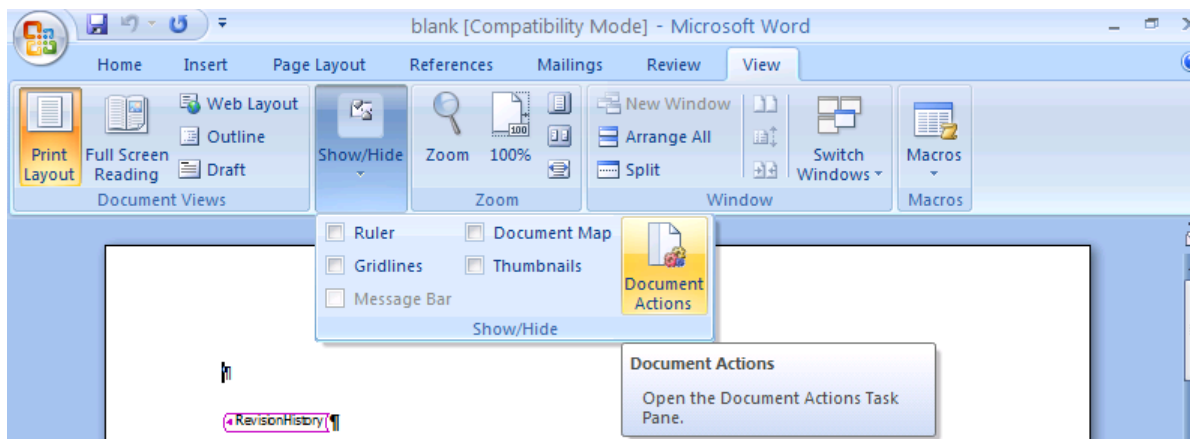 blank [Compatibility Mode] - Microsoft Word
Home Insert Page Layout References Mailings Review View
Print Layout
Full Screen Reading
Web Layout
Outline
Draft
Document Views
Show/Hide
Zoom
100
100%
Zoom
New Window
Arrange All
Split
Switch Windows
Window
Macros
Macros
Ruler
Gridlines
Message Bar
Document Map
Thumbnails
Document Actions
Show/Hide
Document Actions
Open the Document Actions Task
Pane.
¶
RevisionHistory ¶